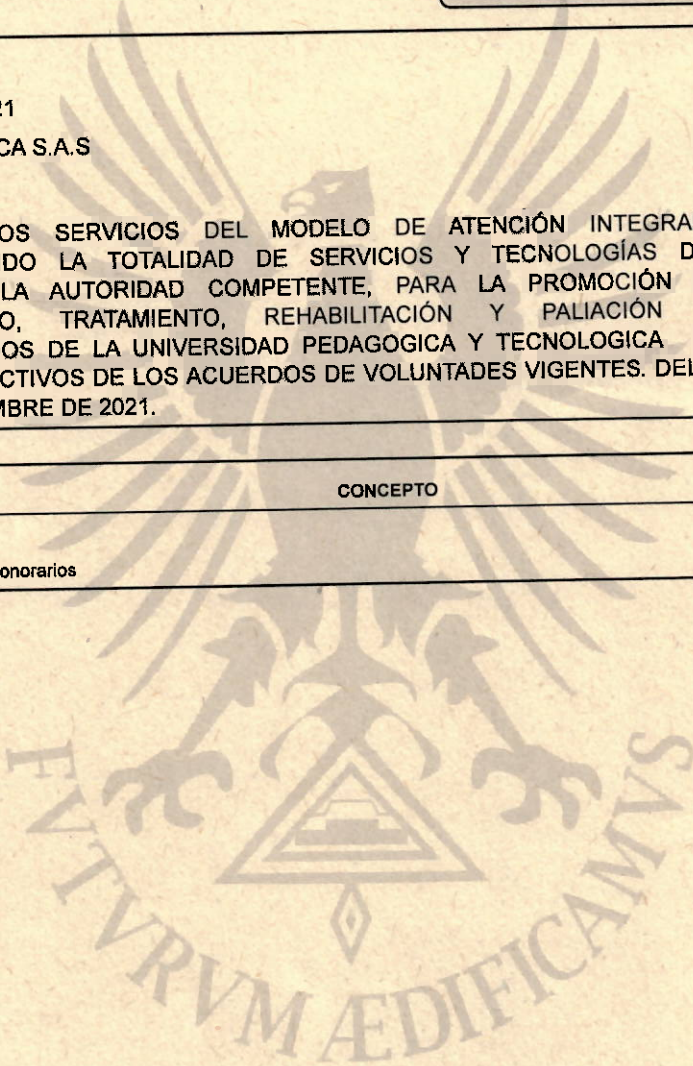 21
CA S.A.S
OS SERVICIOS DEL MODELO DE ATENCIÓN INTEGRA
DO LA TOTALIDAD DE SERVICIOS Y TECNOLOGÍAS D
LA AUTORIDAD COMPETENTE, PARA LA PROMOCIÓN
O, TRATAMIENTO, REHABILITACIÓN Y PALIACIÓN
OS DE LA UNIVERSIDAD PEDAGOGICA Y TECNOLOGICA
CTIVOS DE LOS ACUERDOS DE VOLUNTADES VIGENTES. DEL
MBRE DE 2021.
CONCEPTO
onorarios
FVTVRVM ÆDIFICAMVS